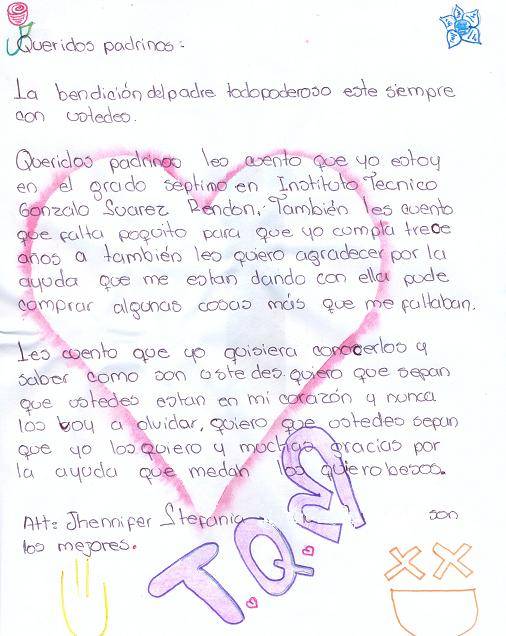 Queridos padrinos:
La bendición del padre todopoderoso este siempre
con ustedes.
Queridos padrinos les cuento que yo estoy
en el grado septimo en Instituto Tecnico
Gonzalo Suarez Rendon, También les cuento
que falta poquito para que yo cumpla trece
años a también les quiero agradecer por la
ayuda que me estan dando con ella pude
comprar algunas cosas más que me faltaban.
Les cuento que yo quisiera conocerlos y
saber como son ustedes. quiero que sepan
que ustedes estan en mi corazón y nunca
los voy a olvidar, quiero que ustedes sepan
que yo los quiero y muchas gracias por
la ayuda que me dan los quiero besos.
Att: Jhennifer Stefania son
los mejores.
T.Q.M